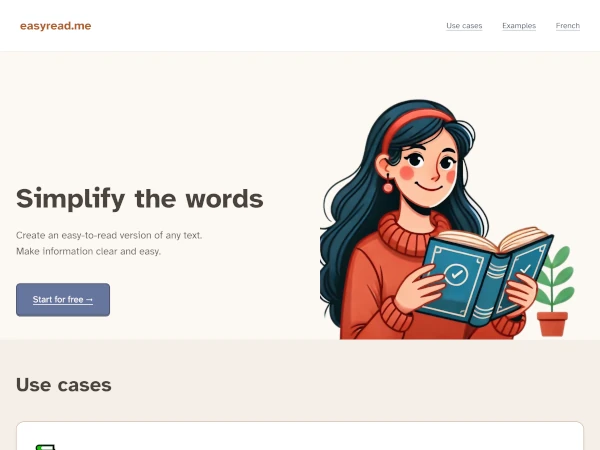 easyread.me
Use cases
Examples
French
Simplify the words
Create an easy-to-read version of any text.
Make information clear and easy.
Start for free →
Use cases